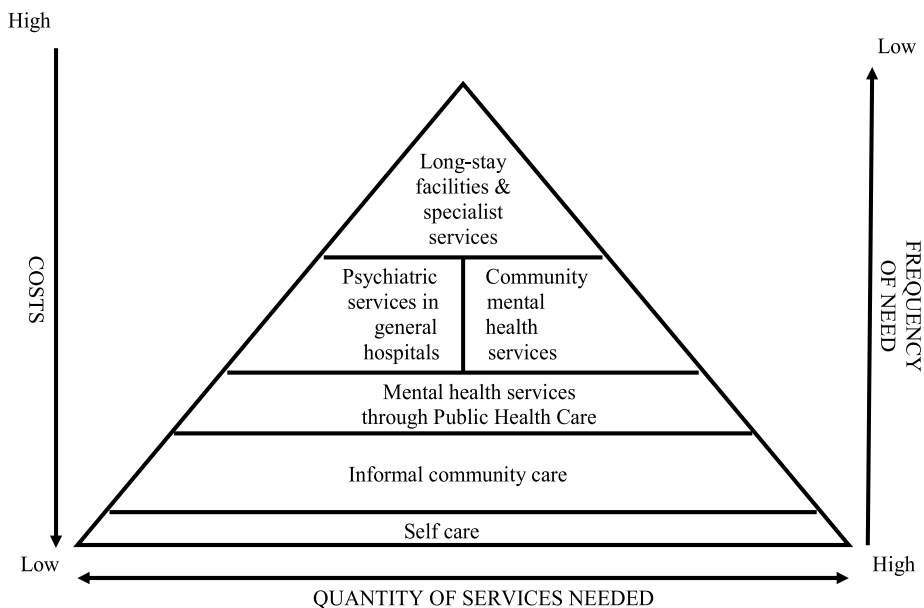 High
Low
Long-stay
facilities &
specialist
services
COSTS
Psychiatric
services in
general
hospitals
Community
mental
health
services
FREQUENCY
OF NEED
Mental health services
through Public Health Care
Informal community care
Self care
Low
High
QUANTITY OF SERVICES NEEDED